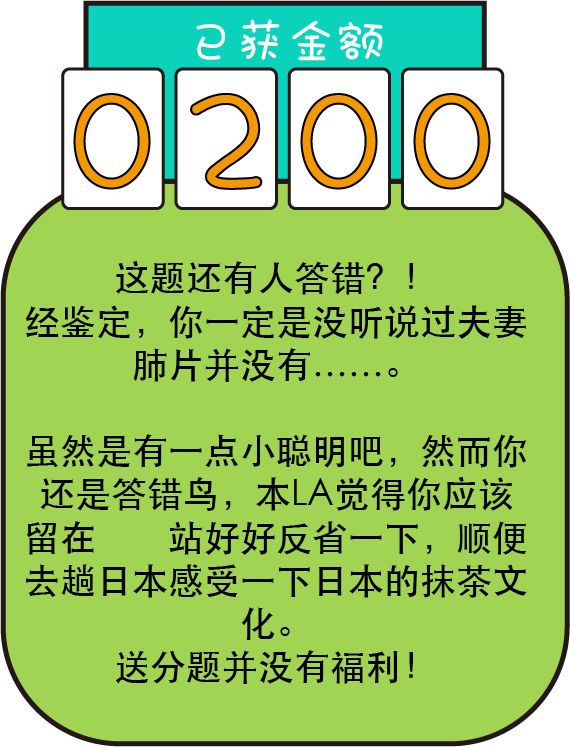 已获金额
0200
这题还有人答错？！
经鉴定，你一定是没听说过夫妻
肺片并没有……。
虽然是有一点小聪明吧，然而你
还是答错鸟，本LA觉得你应该
留在　　站好好反省一下，顺便
去趟日本感受一下日本的抹茶文
化。
送分题并没有福利！